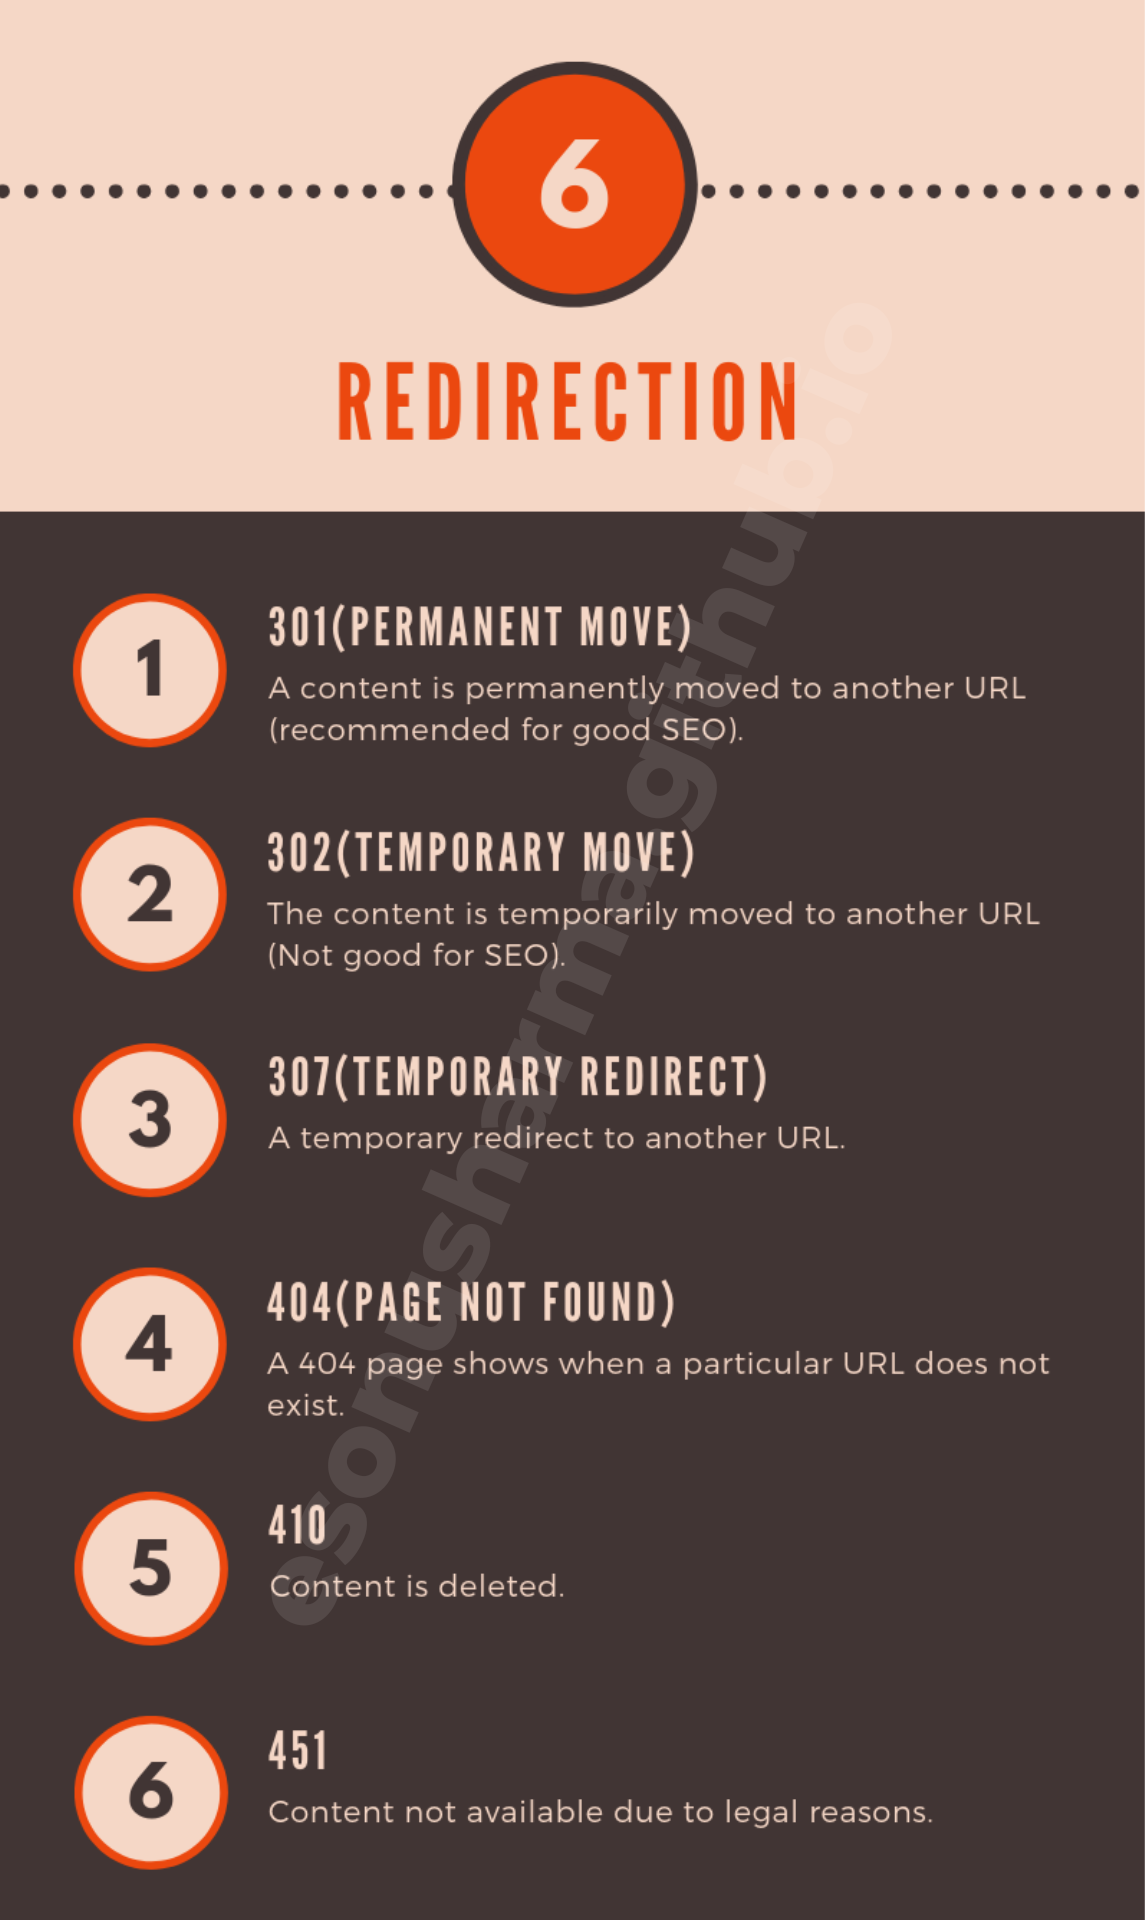 6
REDIRECTION
1
301(PERMANENT MOVE)
A content is permanently moved to another URL
(recommended for good SEO).
2
302(TEMPORARY MOVE)
The content is temporarily moved to another URL
(Not good for SEO).
3
307(TEMPORARY REDIRECT)
A temporary redirect to another URL.
4
404(PAGE NOT FOUND)
A 404 page shows when a particular URL does not
exist.
5
410
Content is deleted.
6
451
Content not available due to legal reasons.
esonusharma.github.io